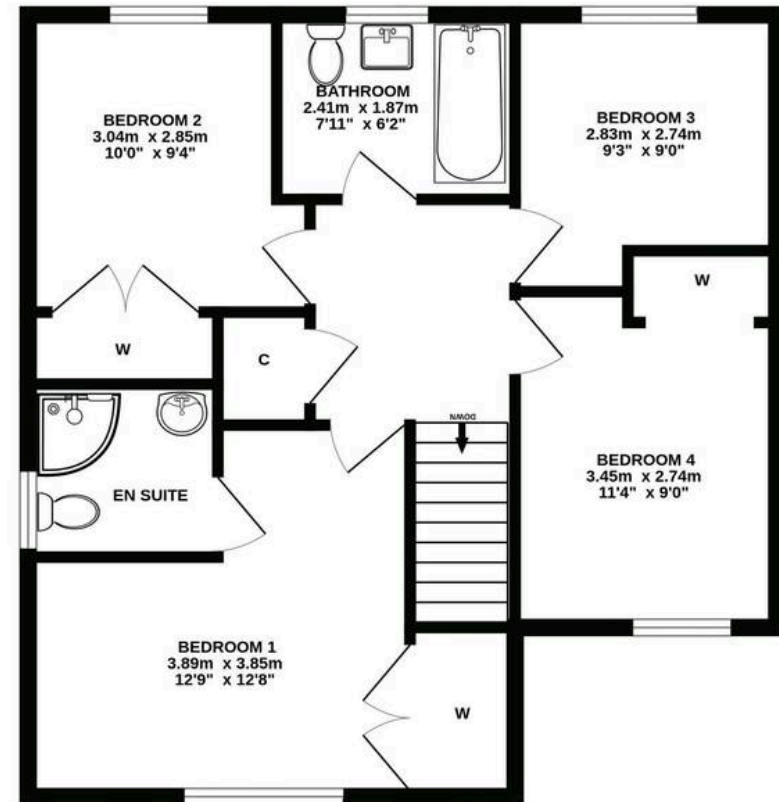 BEDROOM 2
3.04m x 2.85m
10'0" x 9'4"
BATHROOM
2.41m x 1.87m
7'11" x 6'2"
BEDROOM 3
2.83m x 2.74m
9'3" x 9'0"
W
W
C
DOWN
EN SUITE
BEDROOM 4
3.45m x 2.74m
11'4" x 9'0"
BEDROOM 1
3.89m x 3.85m
12'9" x 12'8"
W